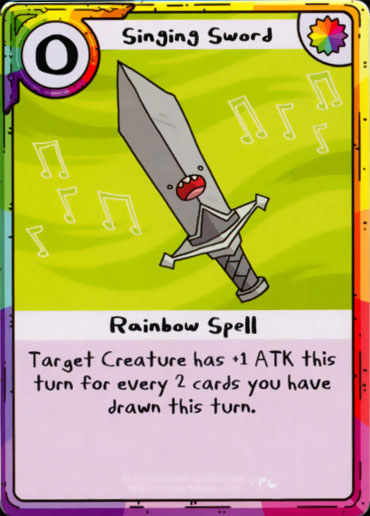 0
Singing Sword
Rainbow Spell
Target Creature has +1 ATK this
turn for every 2 cards you have
drawn this turn.